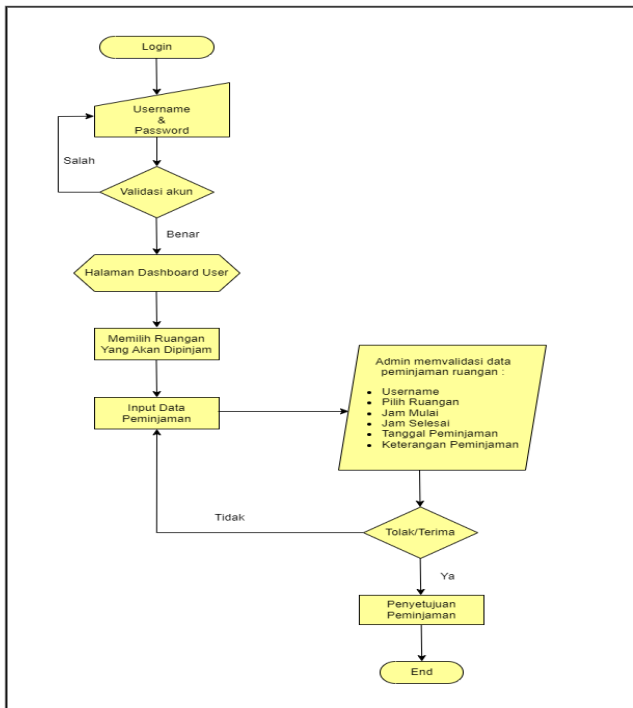 Login
Username
&
Password
Salah
Validasi akun
Benar
Halaman Dashboard User
Memilih Ruangan
Yang Akan Dipinjam
Input Data
Peminjaman
Admin memvalidasi data
peminjaman ruangan :
• Username
• Pilih Ruangan
• Jam Mulai
• Jam Selesai
• Tanggal Peminjaman
• Keterangan Peminjaman
Tidak
Tolak/Terima
Ya
Penyetujuan
Peminjaman
End